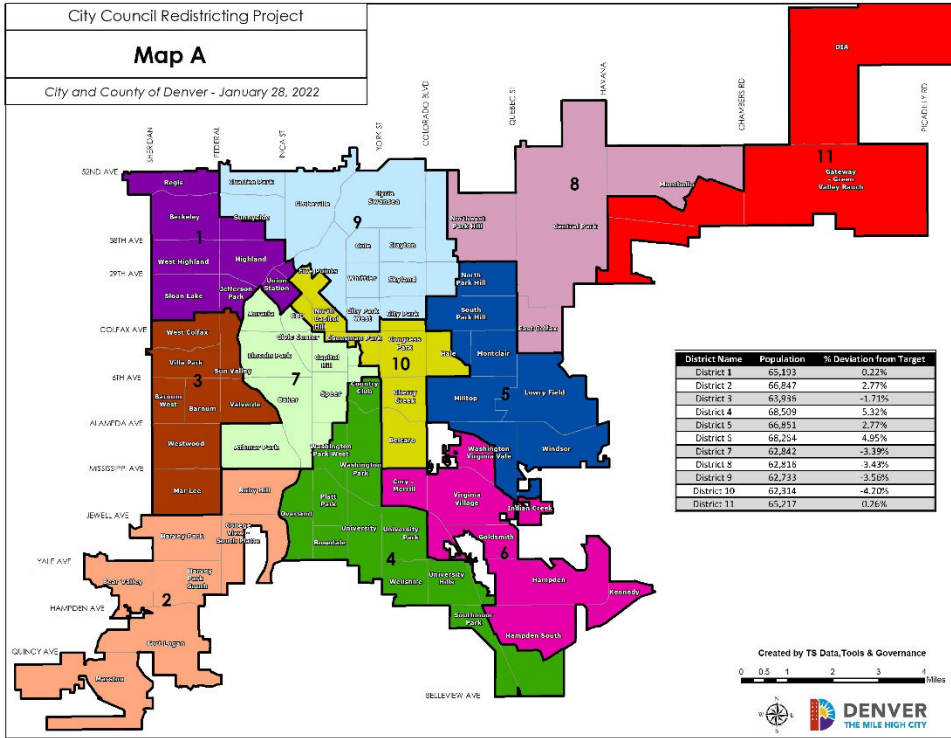 City Council Redistricting Project
Map A
City and County of Denver - January 28, 2022
SHERIDAN
FEDERAL
INCA ST
YORK ST
COLORADO BLVD
QUEBEC ST
HAVANA
CHAMBERS RD
PICADILLY RD
52ND AVE
38TH AVE
29TH AVE
COLFAX AVE
6TH AVE
ALAMEDA AVE
MISSISSIPPI AVE
JEWELL AVE
YALE AVE
HAMPDEN AVE
QUINCY AVE
BELLEVIEW AVE
DIA
11
Gateway
- Green
Valley Ranch
Montbello
8
Central Park
Northeast
Park Hill
East Colfax
Regis
Berkeley
1
West Highland
Highland
Sloan Lake
Jefferson
Park
Union
Station
Chaffee Park
Sunnyside
Globeville
Elyria
Swansea
9
Cole
Clayton
Whittier
Skyland
City Park
West
City Park
Five Points
North
Capitol
Hill
CBD
Cheesman Park
Congress
Park
10
Hale
Country
Club
Cherry
Creek
Belcaro
North
Park Hill
South
Park Hill
Montclair
Hilltop
5
Lowry Field
Windsor
Washington
Virginia Vale
Auraria
Civic Center
Lincoln Park
7
Capitol
Hill
Baker
Speer
Athmar Park
Washington
Park West
West Colfax
Villa Park
3
Sun Valley
Barnum
West
Barnum
Valverde
Westwood
Mar Lee
Ruby Hill
Harvey Park
College
View -
South Platte
Harvey
Park
South
Bear Valley
2
Fort Logan
Marston
Washington
Park
Platt
Park
Overland
Rosedale
University
University
Park
4
Wellshire
University
Hills
Southmoor
Park
Cory -
Merrill
Virginia
Village
Indian Creek
Goldsmith
6
Hampden
Kennedy
Hampden South
District Name Population % Deviation from Target
District 1 65,193 0.22%
District 2 66,847 2.77%
District 3 63,936 -1.71%
District 4 68,509 5.32%
District 5 66,851 2.77%
District 6 68,264 4.95%
District 7 62,842 -3.39%
District 8 62,816 -3.43%
District 9 62,733 -3.56%
District 10 62,314 -4.20%
District 11 65,217 0.26%
Created by TS Data,Tools & Governance
0 0.5 1 2 3 4
Miles
N
W E
S
DENVER
THE MILE HIGH CITY